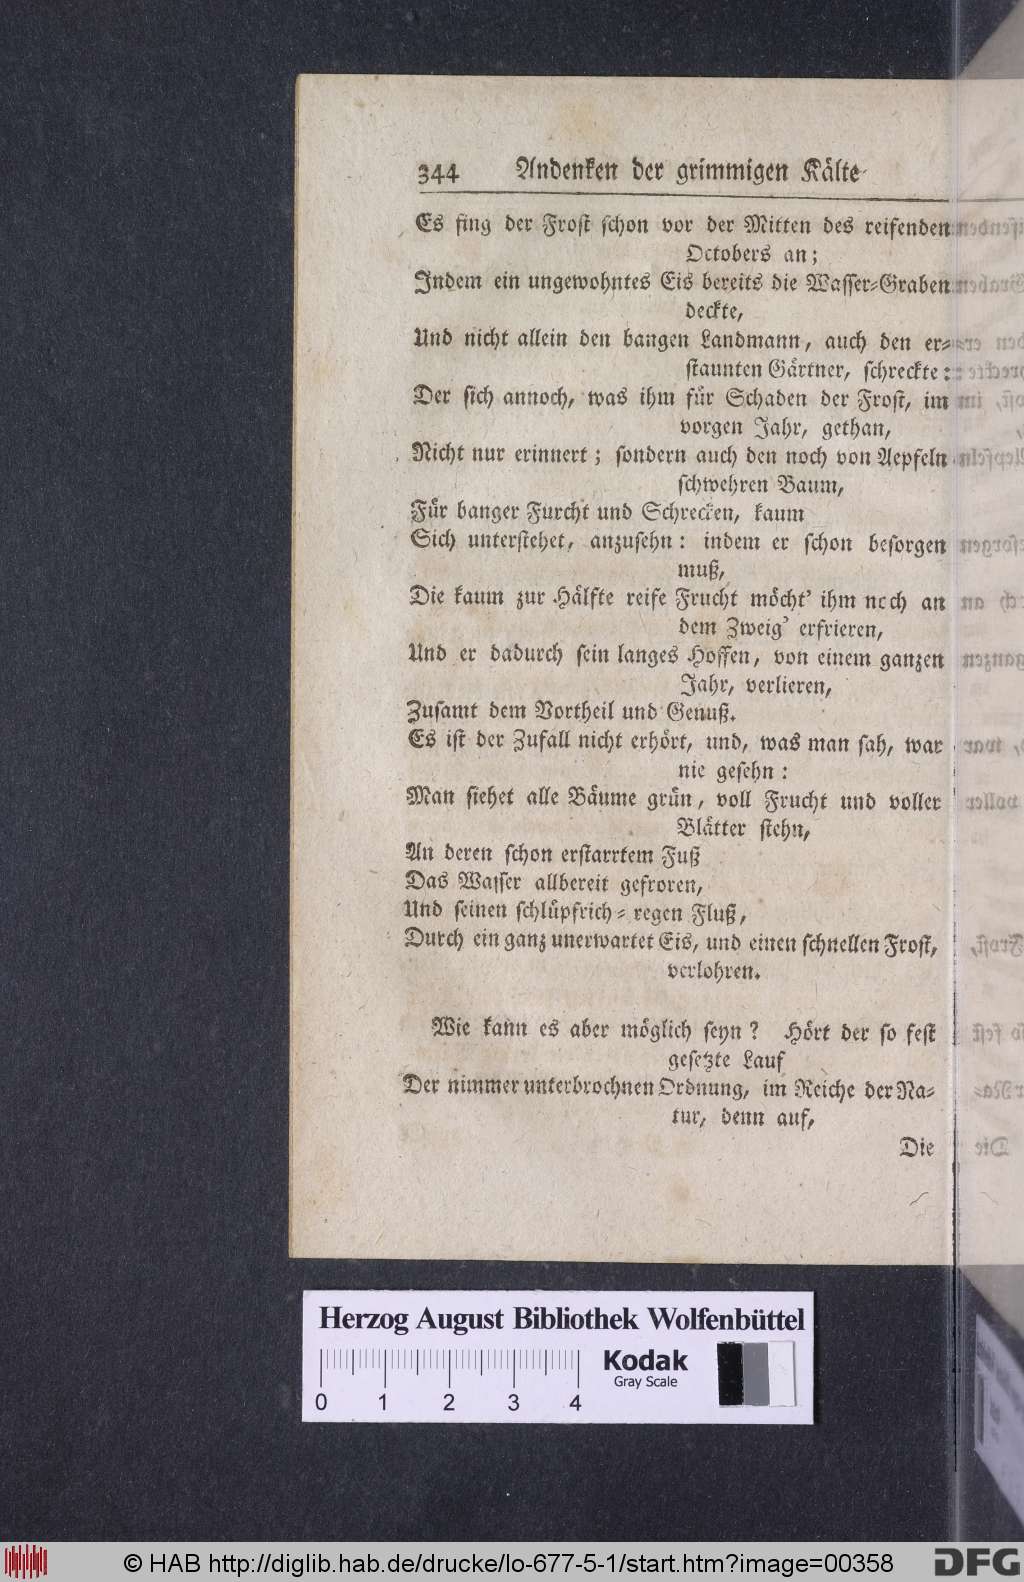 344 Andenken der grimmigen Kälte
Es fing der Frost schon vor der Mitten des reifenden
Octobers an;
Indem ein ungewohntes Eis bereits die Wasser-Graben
deckte,
Und nicht allein den bangen Landmann, auch den er-
staunten Gärtner, schreckte:
Der sich annoch, was ihm für Schaden der Frost, im
vorgen Jahr, gethan,
Nicht nur erinnert; sondern auch den noch von Aepfeln
schwehren Baum,
Für banger Furcht und Schrecken, kaum
Sich unterstehet, anzusehn: indem er schon besorgen
muß,
Die kaum zur Hälfte reife Frucht möcht' ihm noch an
dem Zweig' erfrieren,
Und er dadurch sein langes Hoffen, von einem ganzen
Jahr, verlieren,
Zusamt dem Vortheil und Genuß.
Es ist der Zufall nicht erhört, und, was man sah, war
nie gesehn:
Man siehet alle Bäume grün, voll Frucht und voller
Blätter stehn,
An deren schon erstarrtem Fuß
Das Wasser allbereit gefroren,
Und seinen schlüpfrich-regen Fluß,
Durch ein ganz unerwartet Eis, und einen schnellen Frost,
verlohren.
Wie kann es aber möglich seyn? Hört der so fest
gesetzte Lauf
Der nimmer unterbrochnen Ordnung, im Reiche der Na-
tur, denn auf,
Die
Herzog August Bibliothek Wolfenbüttel
Kodak
Gray Scale
0 1 2 3 4
© HAB http://diglib.hab.de/drucke/lo-677-5-1/start.htm?image=00358
DFG